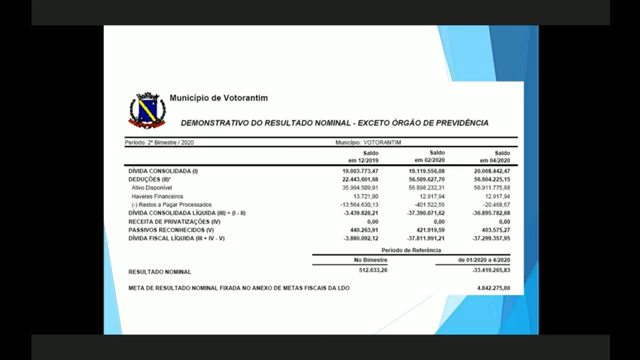 Município de Votorantim
DEMONSTRATIVO DO RESULTADO NOMINAL - EXCETO ÓRGÃO DE PREVIDÊNCIA
Período: 2º Bimestre / 2020 Município: VOTORANTIM
Saldo em 12/2019 Saldo em 02/2020 Saldo em 04/2020
DÍVIDA CONSOLIDADA (I) 19.003.773,47 19.119.556,08 20.008.442,47
DEDUÇÕES (II)* 22.443.601,68 56.509.627,70 56.904.225,15
Ativo Disponível 35.994.509,91 56.898.232,31 56.911.775,88
Haveres Financeiros 13.721,90 12.917,94 12.917,94
(-) Restos a Pagar Processados -13.564.630,13 -401.522,55 -20.468,67
DÍVIDA CONSOLIDADA LÍQUIDA (III) = (I - II) -3.439.828,21 -37.390.071,62 -36.895.782,68
RECEITA DE PRIVATIZAÇÕES (IV) 0,00 0,00 0,00
PASSIVOS RECONHECIDOS (V) 440.263,91 421.919,59 403.575,27
DÍVIDA FISCAL LÍQUIDA (III + IV - V) -3.880.092,12 -37.811.991,21 -37.299.357,95
Período de Referência
No Bimestre de 01/2020 a 4/2020
RESULTADO NOMINAL 512.633,26 -33.419.265,83
META DE RESULTADO NOMINAL FIXADA NO ANEXO DE METAS FISCAIS DA LDO 4.842.275,00